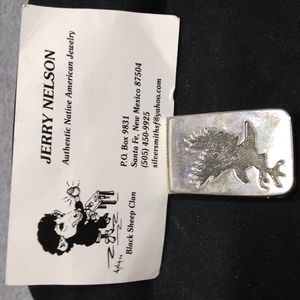 JERRY NELSON
Authentic Native American Jewelry
P.O. Box 9831
Santa Fe, New Mexico 87504
(505) 450-9925
silversmithsf@yahoo.com
Black Sheep Clan